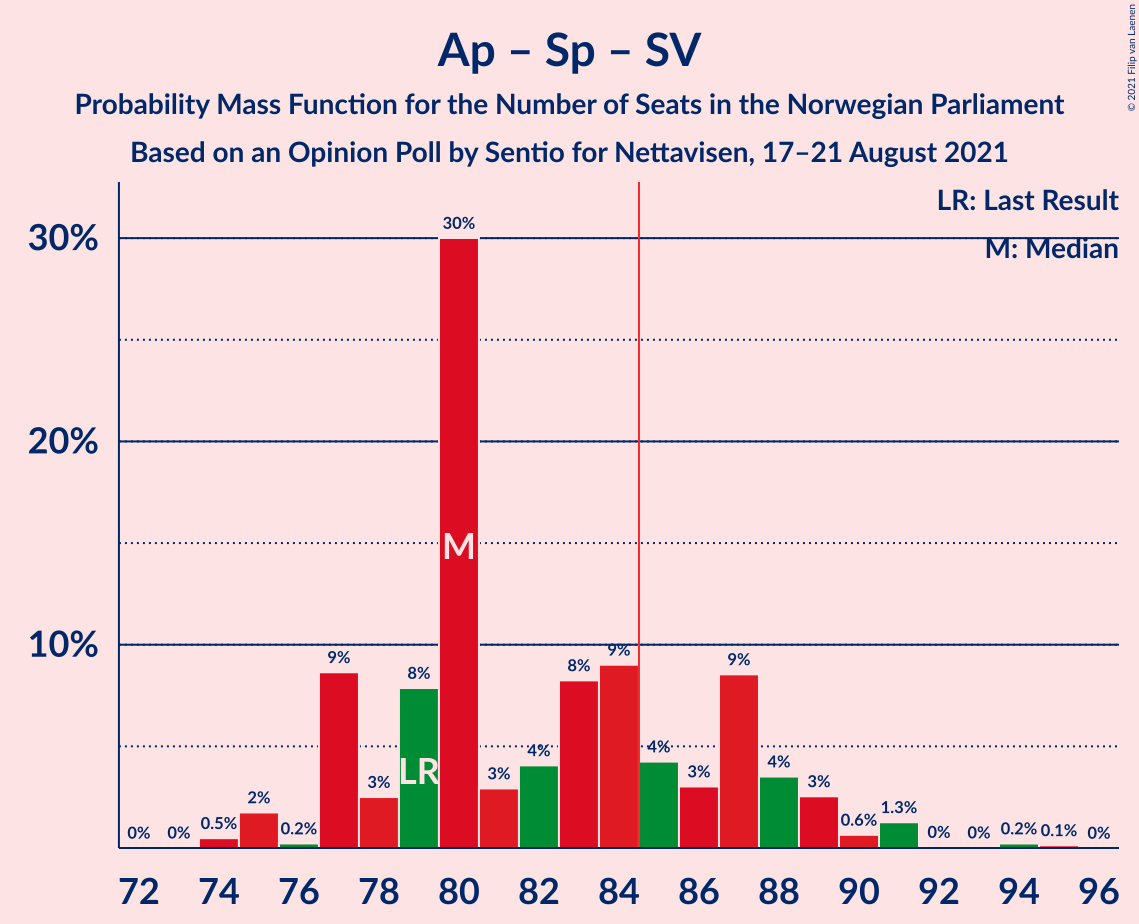 Ap – Sp – SV
Probability Mass Function for the Number of Seats in the Norwegian Parliament
Based on an Opinion Poll by Sentio for Nettavisen, 17–21 August 2021
© 2021 Filip van Laenen
LR: Last Result
M: Median
30%
20%
10%
0% 0% 0.5% 2% 0.2% 9% 3% 8% 30% 3% 4% 8% 9% 4% 3% 9% 4% 3% 0.6% 1.3% 0% 0% 0.2% 0.1% 0%
M
LR
72 74 76 78 80 82 84 86 88 90 92 94 96